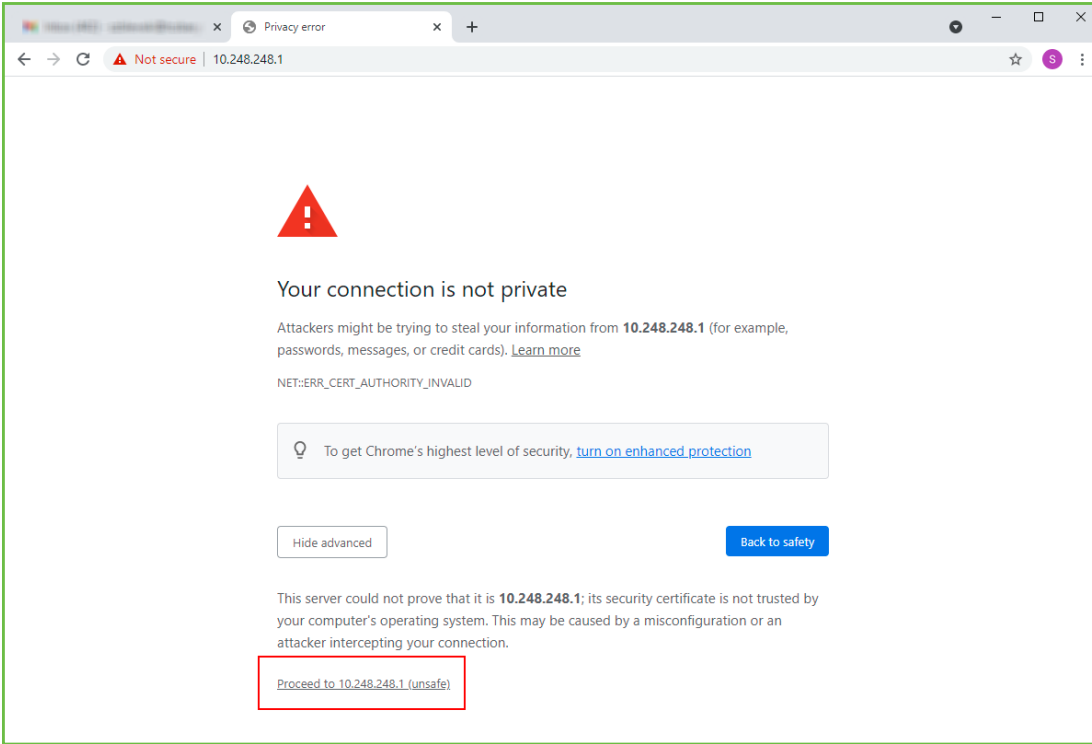 Privacy error
Not secure 10.248.248.1
S
Your connection is not private
Attackers might be trying to steal your information from 10.248.248.1 (for example,
passwords, messages, or credit cards). Learn more
NET::ERR_CERT_AUTHORITY_INVALID
To get Chrome's highest level of security, turn on enhanced protection
Hide advanced
Back to safety
This server could not prove that it is 10.248.248.1; its security certificate is not trusted by
your computer's operating system. This may be caused by a misconfiguration or an
attacker intercepting your connection.
Proceed to 10.248.248.1 (unsafe)